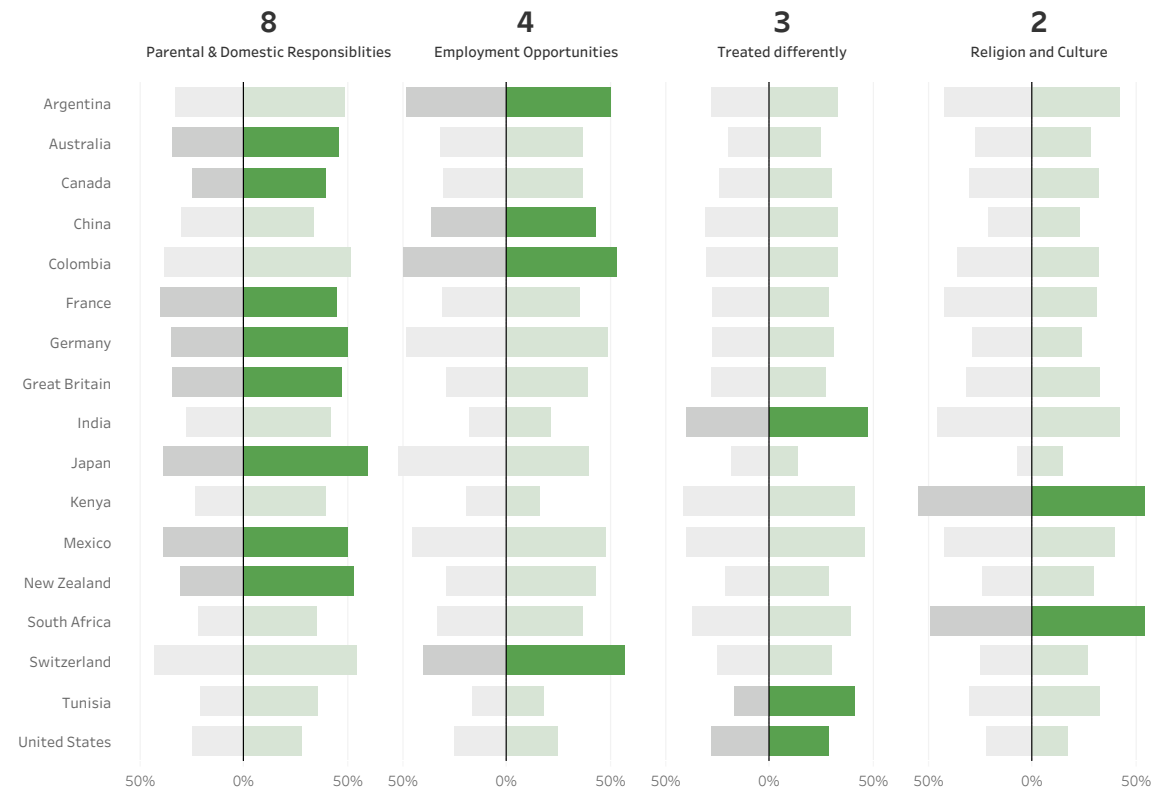 8 4 3 2
Parental & Domestic Responsiblities Employment Opportunities Treated differently Religion and Culture
Argentina
Australia
Canada
China
Colombia
France
Germany
Great Britain
India
Japan
Kenya
Mexico
New Zealand
South Africa
Switzerland
Tunisia
United States
50% 0% 50% 50% 0% 50% 50% 0% 50% 50% 0% 50%